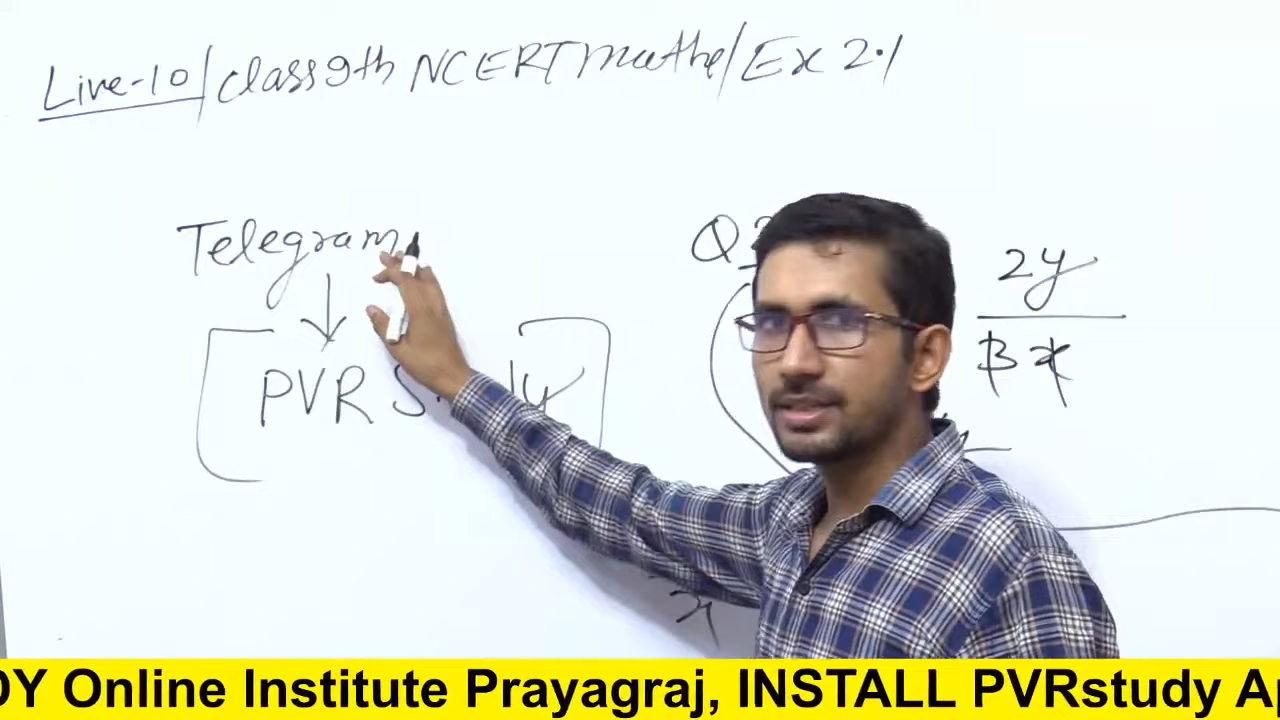 Live-10/class 9th NCERT maths/Ex 2.1
Telegram
PVR
2y
3x
x
DY Online Institute Prayagraj, INSTALL PVRstudy Ap